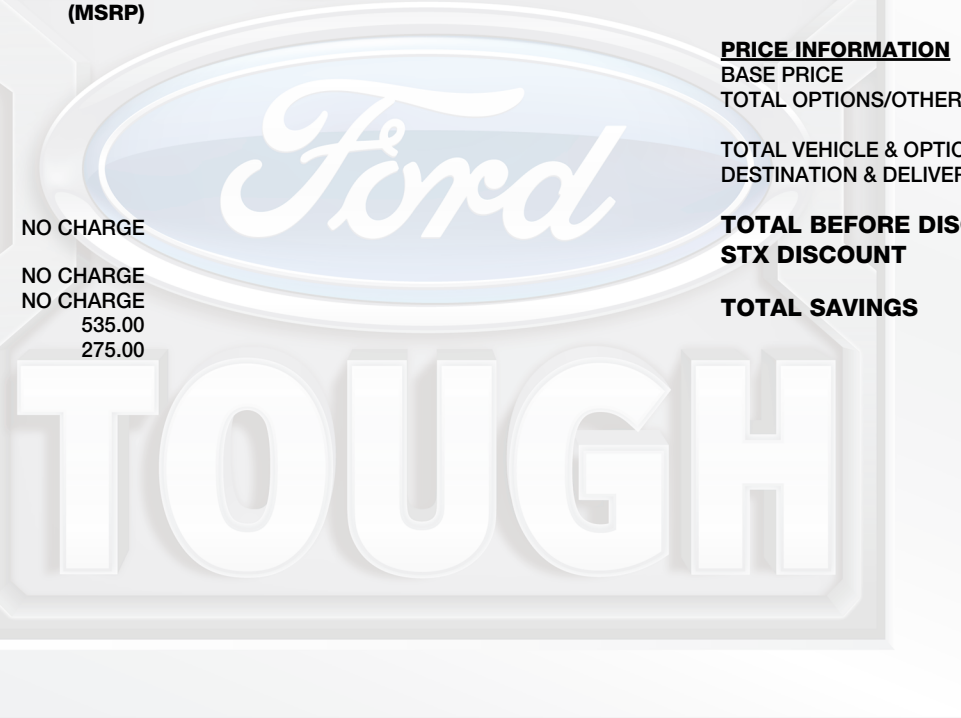 (MSRP)
NO CHARGE
NO CHARGE
NO CHARGE
535.00
275.00
PRICE INFORMATION
BASE PRICE
TOTAL OPTIONS/OTHER
TOTAL VEHICLE & OPTIO
DESTINATION & DELIVER
TOTAL BEFORE DIS
STX DISCOUNT
TOTAL SAVINGS
Ford
TOUGH